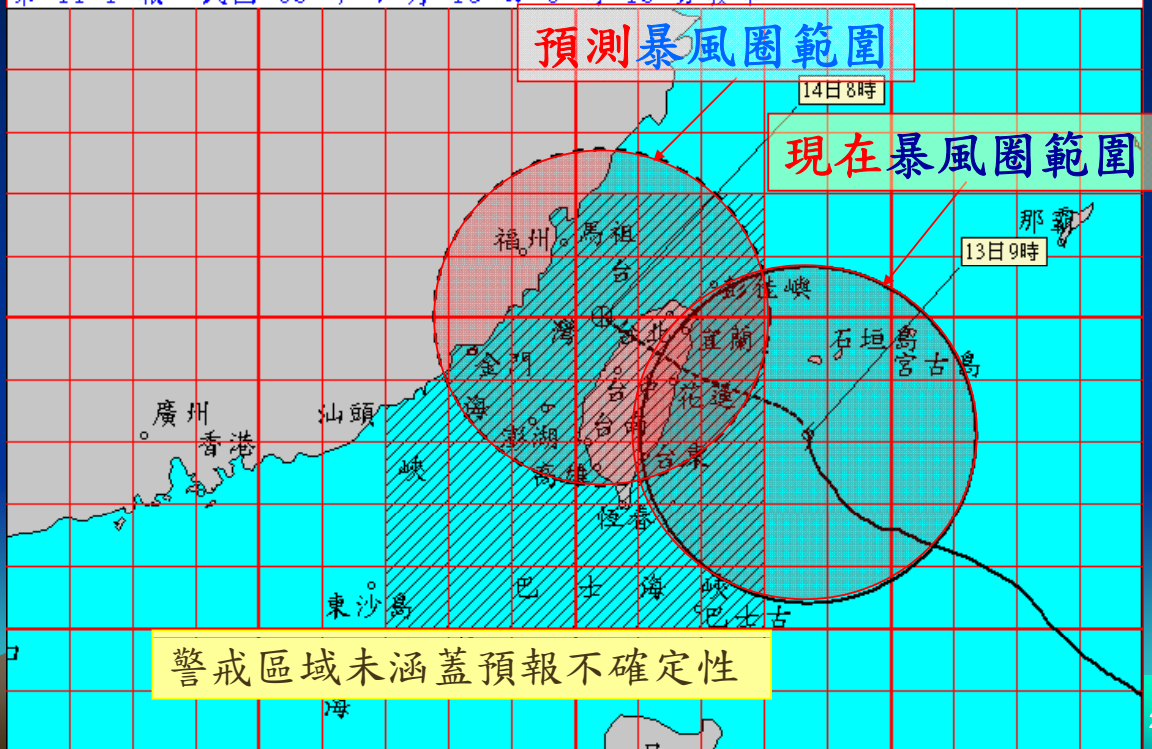 預測暴風圈範圍
14日8時
現在暴風圈範圍
那霸
13日9時
福州
馬祖
彭佳嶼
台灣海峽
台北
宜蘭
石垣島
宮古島
金門
台中
花蓮
廣州
汕頭
香港
澎湖
台南
台東
高雄
恆春
東沙島
巴士海峽
巴士古
警戒區域未涵蓋預報不確定性
海